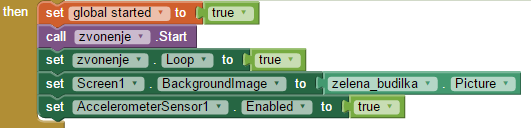 then
set global started to true
call zvonenje .Start
set zvonenje . Loop to true
set Screen1 . BackgroundImage to zelena_budilka . Picture
set AccelerometerSensor1 . Enabled to true